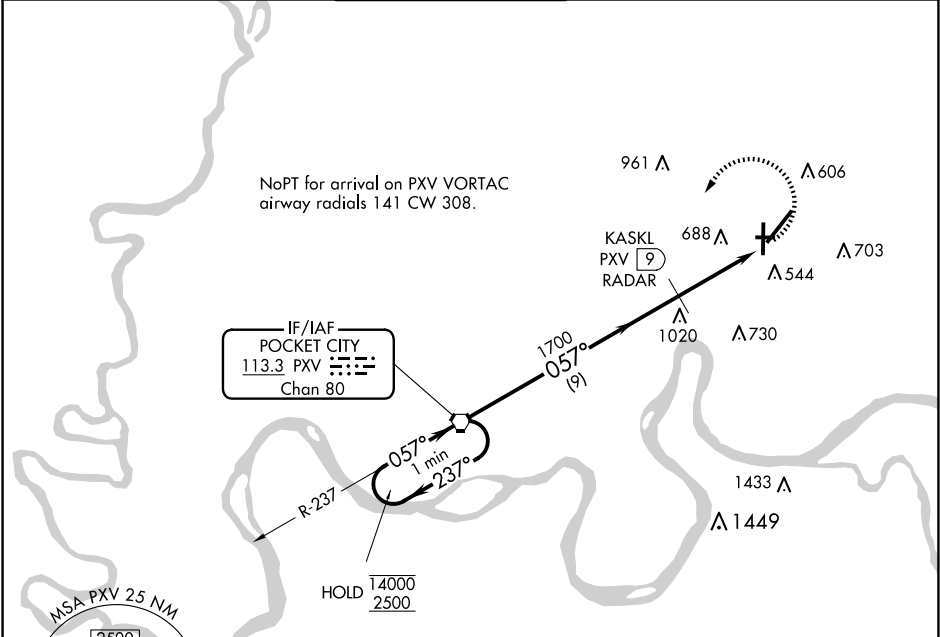 961
606
NoPT for arrival on PXV VORTAC
airway radials 141 CW 308.
KASKL
PXV 9
RADAR
688
703
544
IF/IAF
POCKET CITY
113.3 PXV
Chan 80
1020
730
1700
057°
(9)
057°
1 min
237°
R-237
1433
1449
HOLD 14000
2500
MSA PXV 25 NM
2500